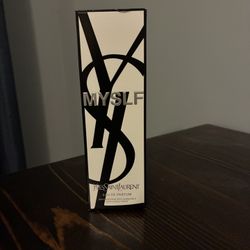 MYSLF
YVESSAINTLAURENT
EAU DE PARFUM